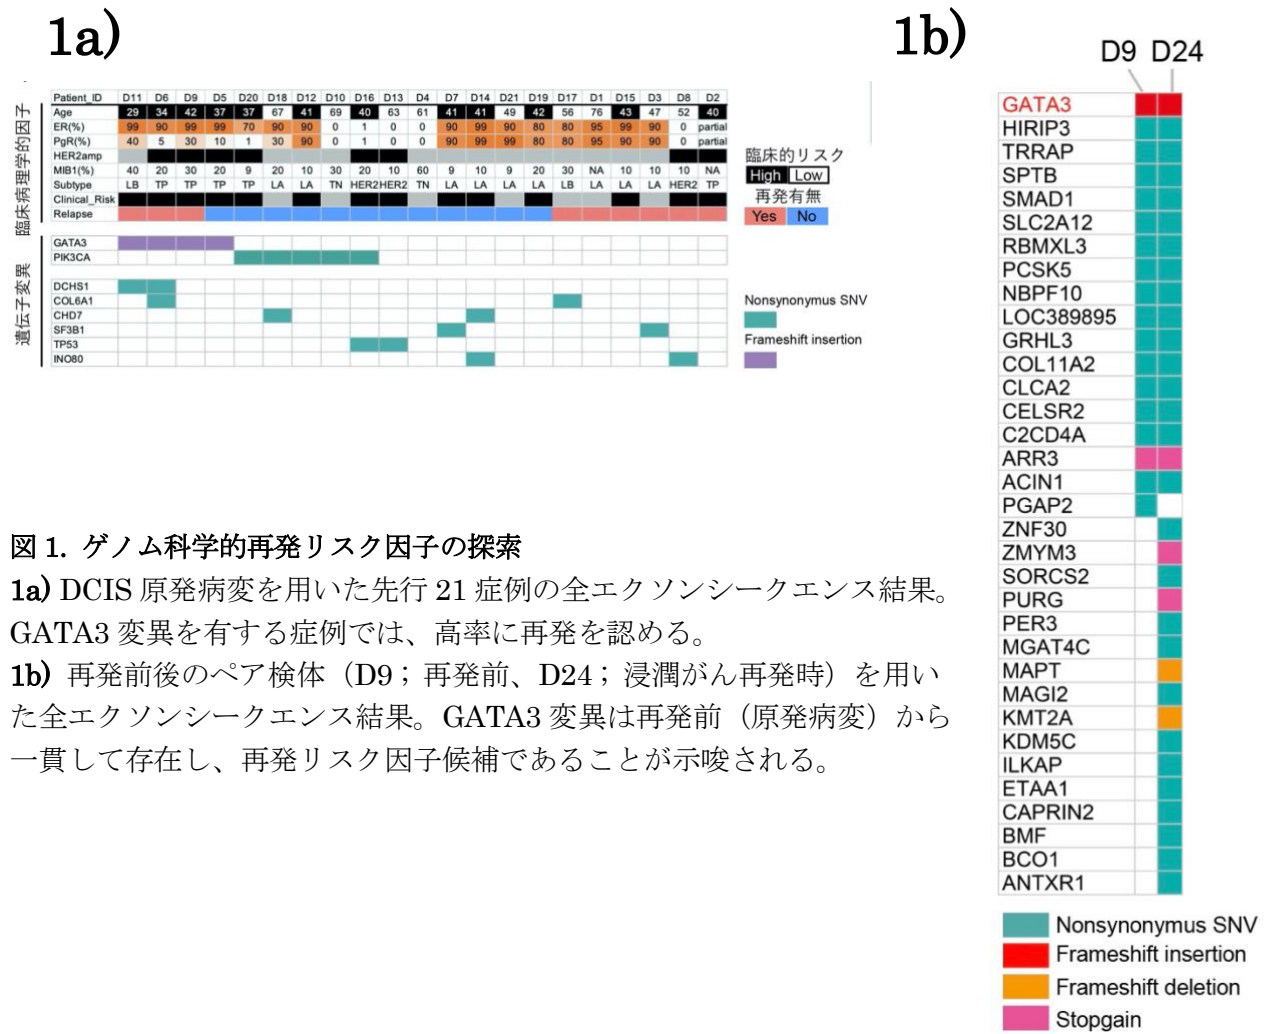 1a)
臨床病理学的因子
Patient_ID D11 D6 D9 D5 D20 D18 D12 D10 D16 D13 D4 D7 D14 D21 D19 D17 D1 D15 D3 D8 D2
Age 29 34 42 37 37 67 41 69 40 63 61 41 41 49 42 56 76 43 47 52 40
ER(%) 99 90 99 99 70 90 90 0 1 0 0 90 99 90 80 80 95 99 90 0 partial
PgR(%) 40 5 30 10 1 30 90 0 0 0 0 90 99 99 80 80 95 90 90 0 partial
HER2amp
MIB1(%) 40 20 30 20 9 20 10 30 20 10 60 9 10 9 20 30 NA 10 10 10 NA
Subtype LB TP TP TP TP LA LA TN HER2 HER2 TN LA LA LA LA LB LA LA LA HER2 TP
Clinical_Risk
Relapse
臨床的リスク
High Low
再発有無
Yes No
遺伝子変異
GATA3
PIK3CA
DCHS1
COL6A1
CHD7
SF3B1
TP53
INO80
Nonsynonymus SNV
Frameshift insertion
図 1. ゲノム科学的再発リスク因子の探索
1a) DCIS 原発病変を用いた先行 21 症例の全エクソンシークエンス結果。
GATA3 変異を有する症例では、高率に再発を認める。
1b) 再発前後のペア検体（D9；再発前、D24；浸潤がん再発時）を用い
た全エクソンシークエンス結果。GATA3 変異は再発前（原発病変）から
一貫して存在し、再発リスク因子候補であることが示唆される。
1b)
D9 D24
GATA3
HIRIP3
TRRAP
SPTB
SMAD1
SLC2A12
RBMXL3
PCSK5
NBPF10
LOC389895
GRHL3
COL11A2
CLCA2
CELSR2
C2CD4A
ARR3
ACIN1
PGAP2
ZNF30
ZMYM3
SORCS2
PURG
PER3
MGAT4C
MAPT
MAGI2
KMT2A
KDM5C
ILKAP
ETAA1
CAPRIN2
BMF
BCO1
ANTXR1
Nonsynonymus SNV
Frameshift insertion
Frameshift deletion
Stopgain